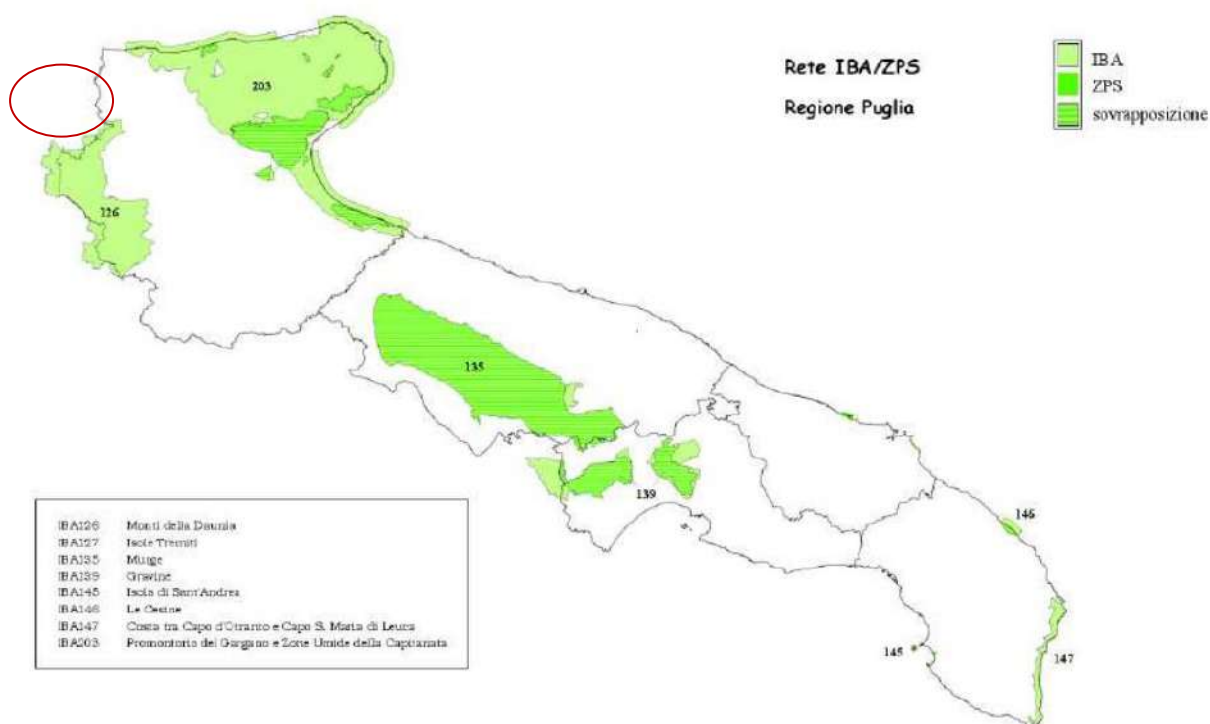 Rete IBA/ZPS
Regione Puglia
IBA
ZPS
sovrapposizione
203
126
135
139
146
145
147
IBA126 Monti della Daunia
IBA127 Isole Tremiti
IBA135 Murge
IBA139 Gravine
IBA145 Isola di Sant'Andrea
IBA146 Le Cesine
IBA147 Costa tra Capo d'Otranto e Capo S. Maria di Leuca
IBA203 Promontorio del Gargano e Zone Umide della Capitanata